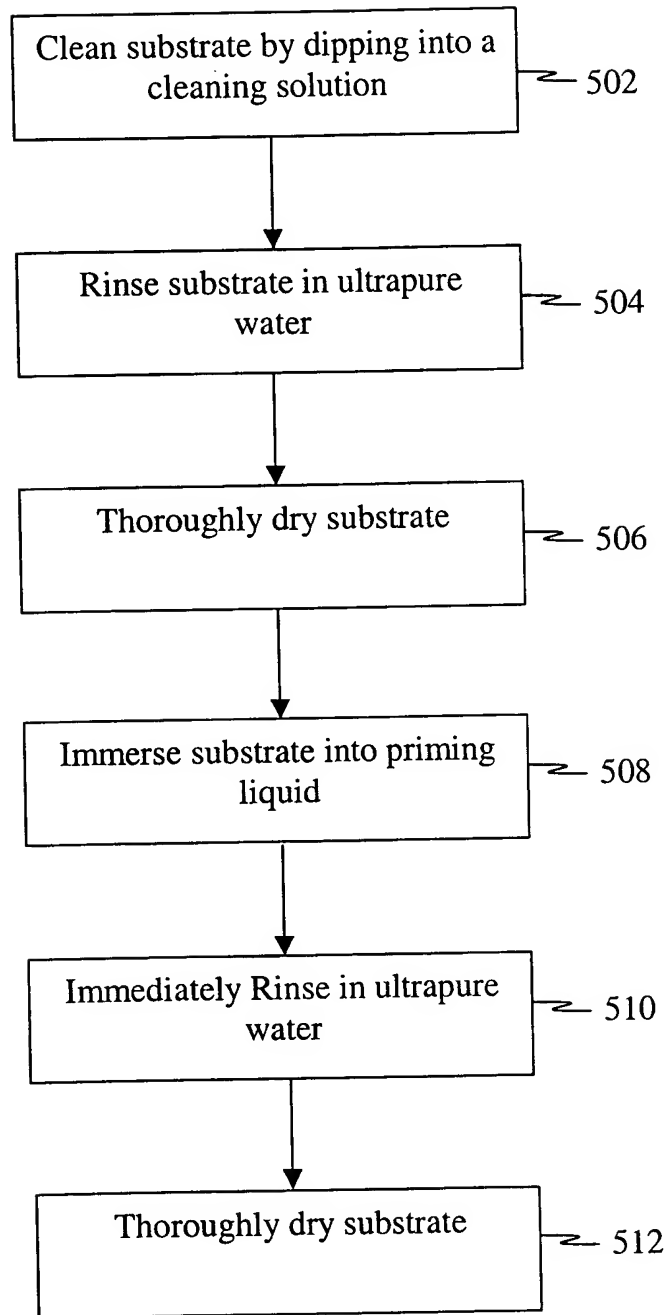 Clean substrate by dipping into a
cleaning solution
502
Rinse substrate in ultrapure
water
504
Thoroughly dry substrate
506
Immerse substrate into priming
liquid
508
Immediately Rinse in ultrapure
water
510
Thoroughly dry substrate
512